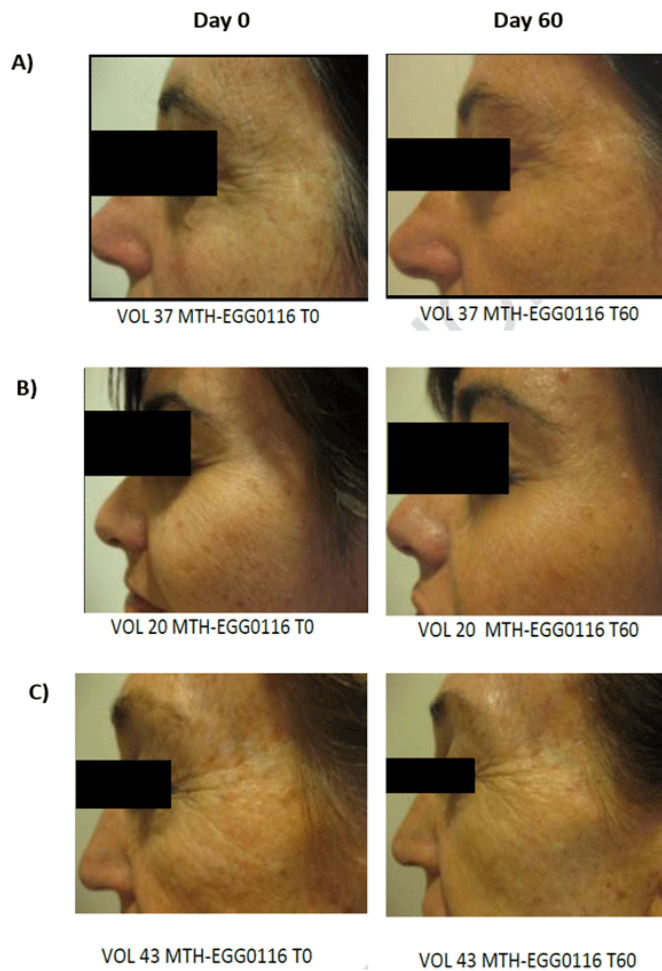 Day 0 Day 60
A)
VOL 37 MTH-EGG0116 T0 VOL 37 MTH-EGG0116 T60
B)
VOL 20 MTH-EGG0116 T0 VOL 20 MTH-EGG0116 T60
C)
VOL 43 MTH-EGG0116 T0 VOL 43 MTH-EGG0116 T60